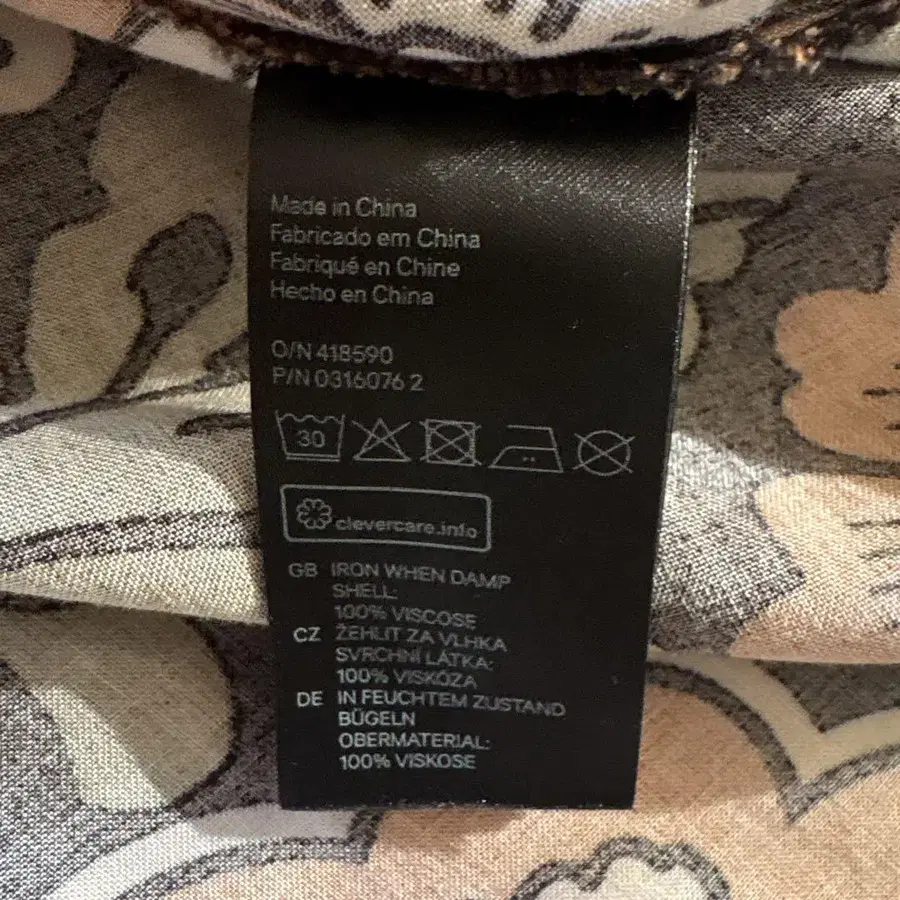 Made in China
Fabricado em China
Fabriqué en Chine
Hecho en China
O/N 418590
P/N 0316076 2
30
clevercare.info
GB IRON WHEN DAMP
SHELL:
100% VISCOSE
CZ ŽEHLIT ZA VLHKA
SVRCHNÍ LÁTKA:
100% VISKÓZA
DE IN FEUCHTEM ZUSTAND
BÜGELN
OBERMATERIAL:
100% VISKOSE